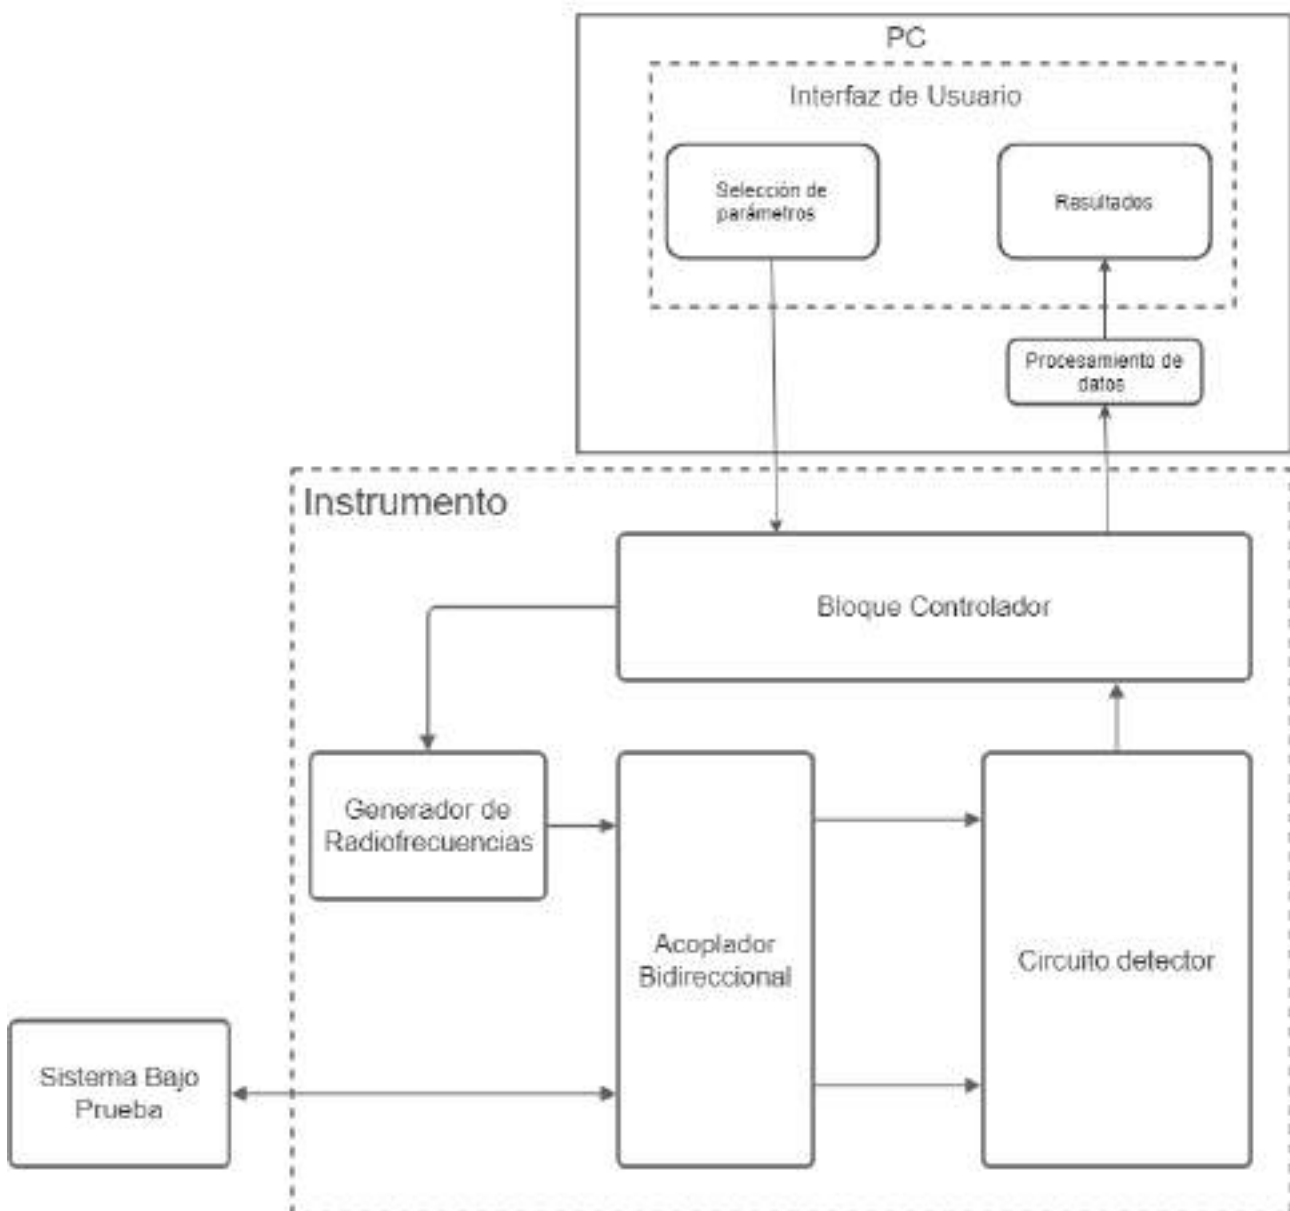 PC
Interfaz de Usuario
Selección de
parámetros
Resultados
Procesamiento de
datos
Instrumento
Bloque Controlador
Generador de
Radiofrecuencias
Acoplador
Bidireccional
Circuito detector
Sistema Bajo
Prueba